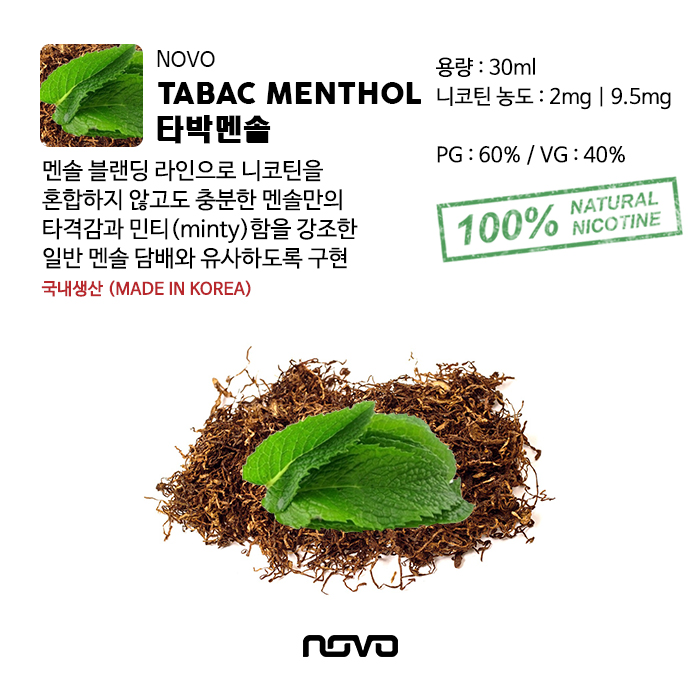 NOVO
TABAC MENTHOL
타박멘솔
멘솔 블랜딩 라인으로 니코틴을
혼합하지 않고도 충분한 멘솔만의
타격감과 민티(minty)함을 강조한
일반 멘솔 담배와 유사하도록 구현
국내생산 (MADE IN KOREA)
용량 : 30ml
니코틴 농도 : 2mg | 9.5mg
PG : 60% / VG : 40%
100% NATURAL
NICOTINE
novo